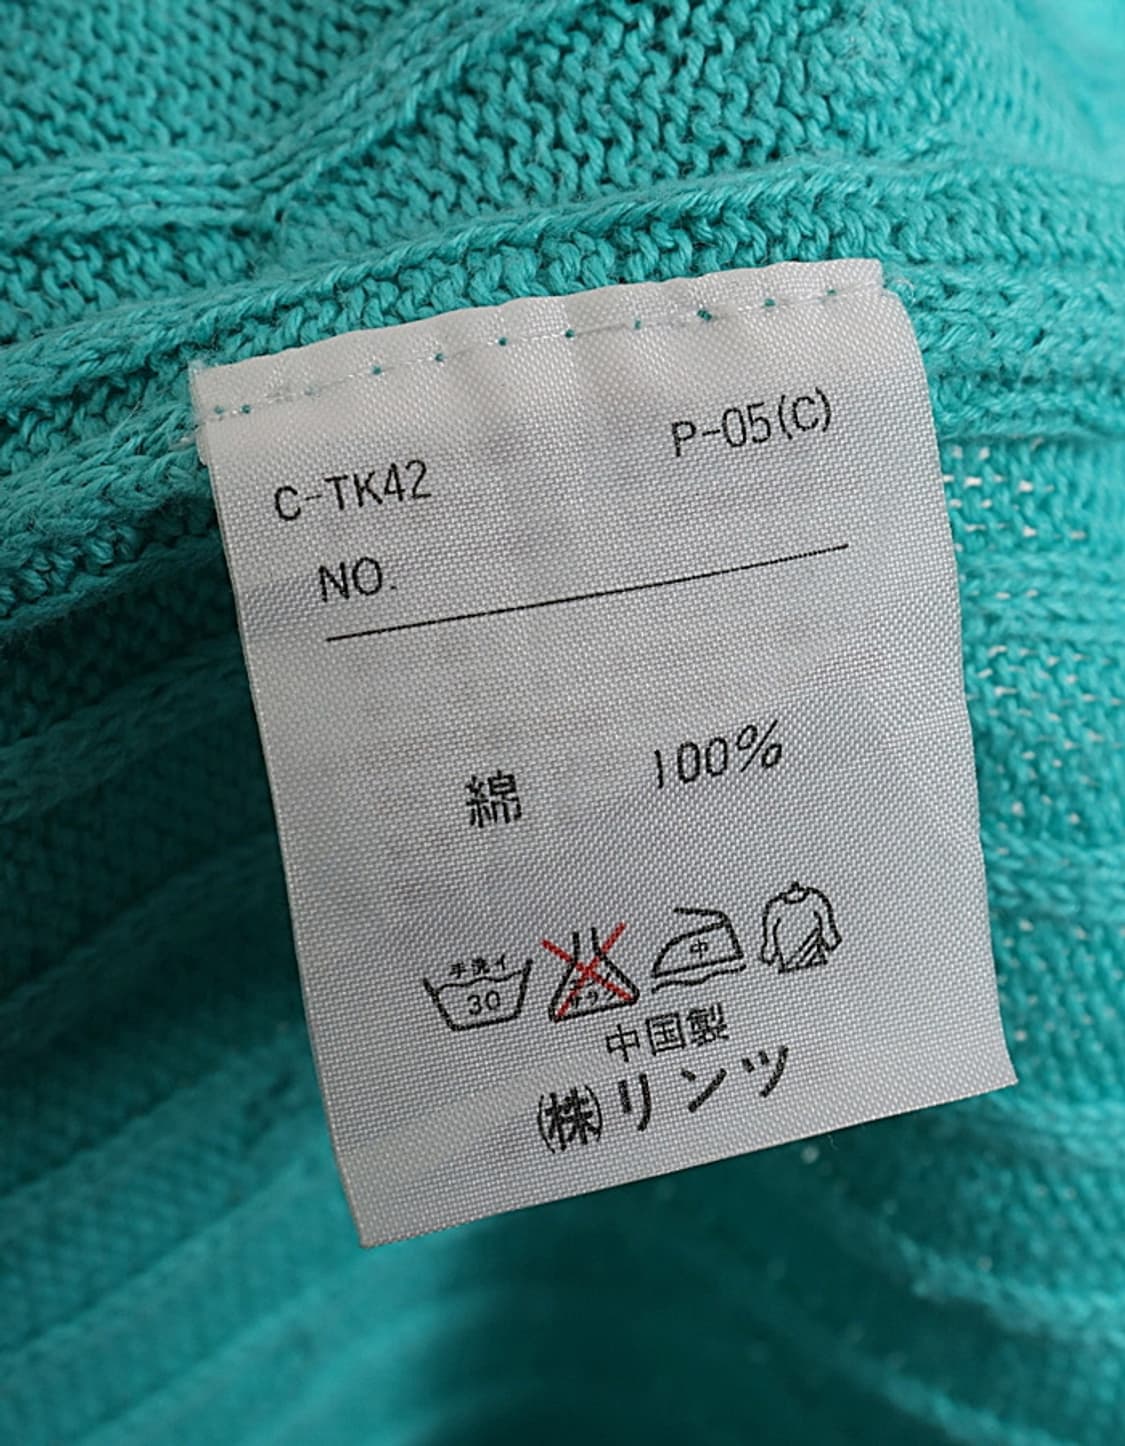 P-05(C)
C-TK42
NO.
綿 100%
手洗イ
30
中
中国製
㈱リンツ